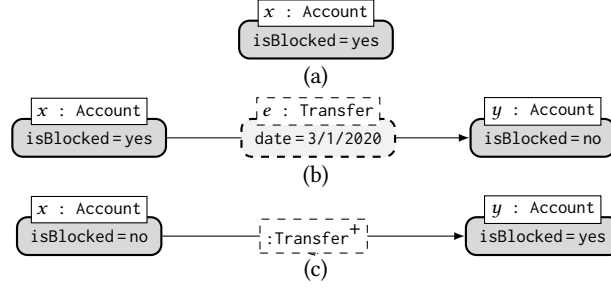 x : Account
isBlocked=yes
(a)
x : Account
isBlocked=yes
e : Transfer
date=3/1/2020
y : Account
isBlocked=no
(b)
x : Account
isBlocked=no
:Transfer⁺
y : Account
isBlocked=yes
(c)